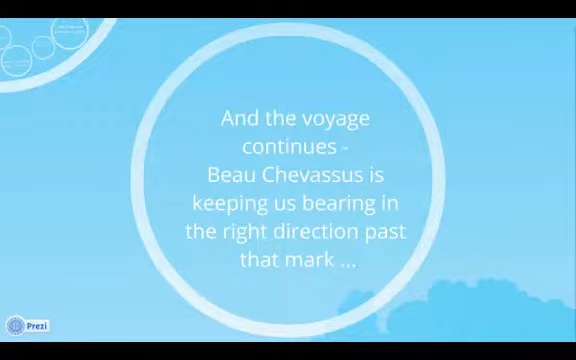 And the voyage
continues -
Beau Chevassus is
keeping us bearing in
the right direction past
that mark ...
Prezi